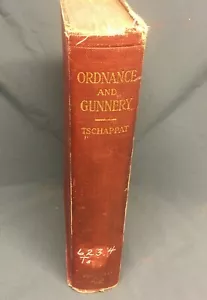 ORDNANCE
AND
GUNNERY
TSCHAPPAT
623.4